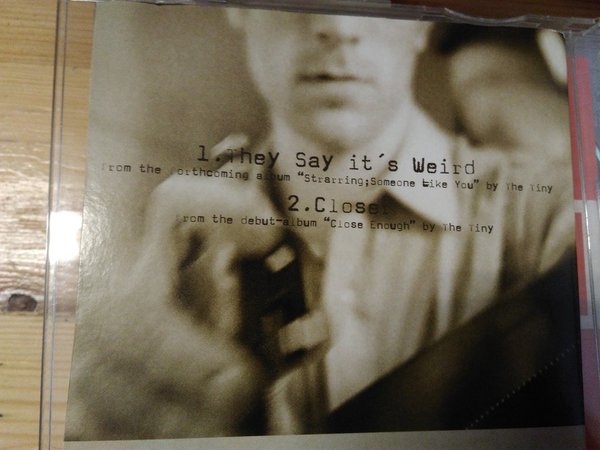 1.They Say it´s Weird
from the forthcoming album "Strarring;Someone Like You" by The Tiny
2.Closer
from the debut-album "Close Enough" by The Tiny